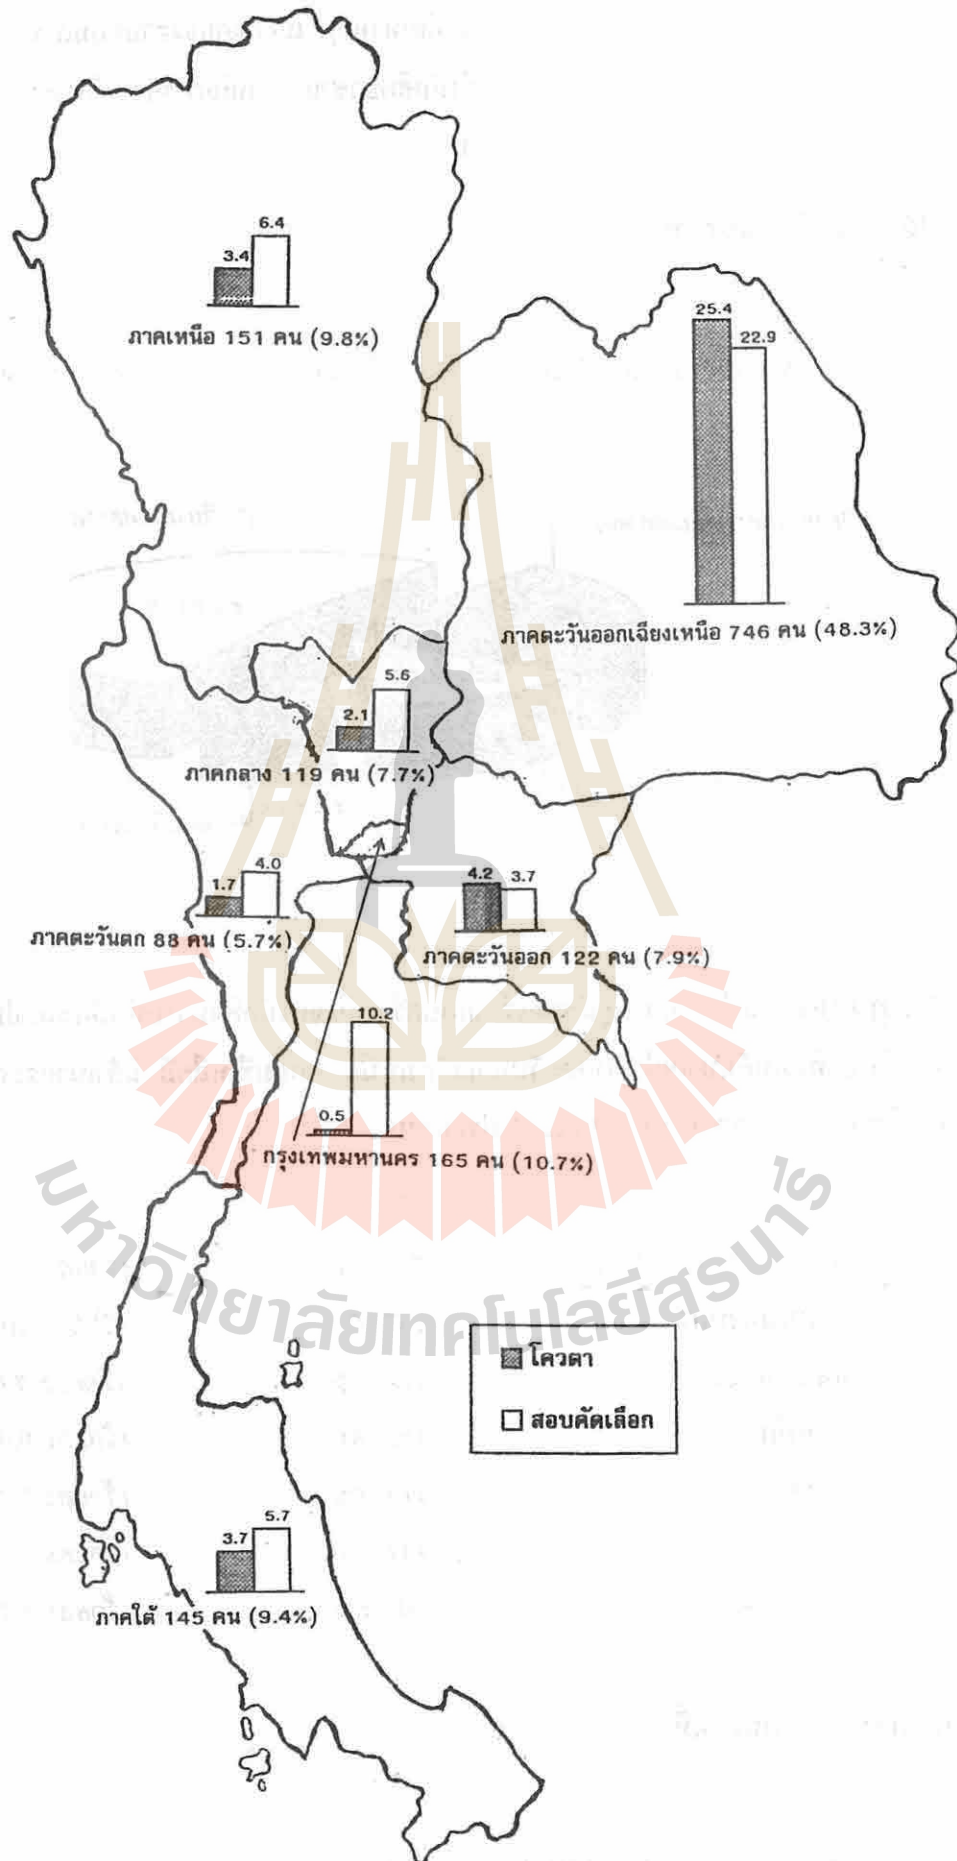 6.4
3.4
ภาคเหนือ 151 คน (9.8%)
25.4
22.9
ภาคตะวันออกเฉียงเหนือ 746 คน (48.3%)
5.6
2.1
ภาคกลาง 119 คน (7.7%)
4.0
1.7
ภาคตะวันตก 88 คน (5.7%)
4.2 3.7
ภาคตะวันออก 122 คน (7.9%)
10.2
0.5
กรุงเทพมหานคร 165 คน (10.7%)
มหาวิทยาลัยเทคโนโลยีสุรนารี
โควตา
สอบคัดเลือก
5.7
3.7
ภาคใต้ 145 คน (9.4%)